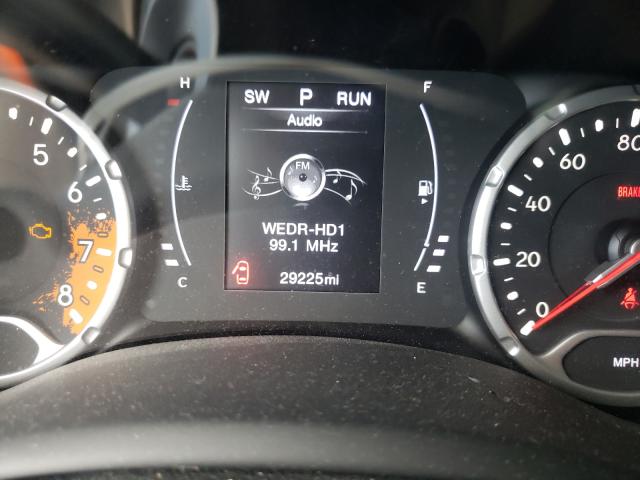 H
F
SW P RUN
Audio
FM
WEDR-HD1
99.1 MHz
29225mi
C
E
5
6
7
8
80
60
40
20
0
BRAKE
MPH